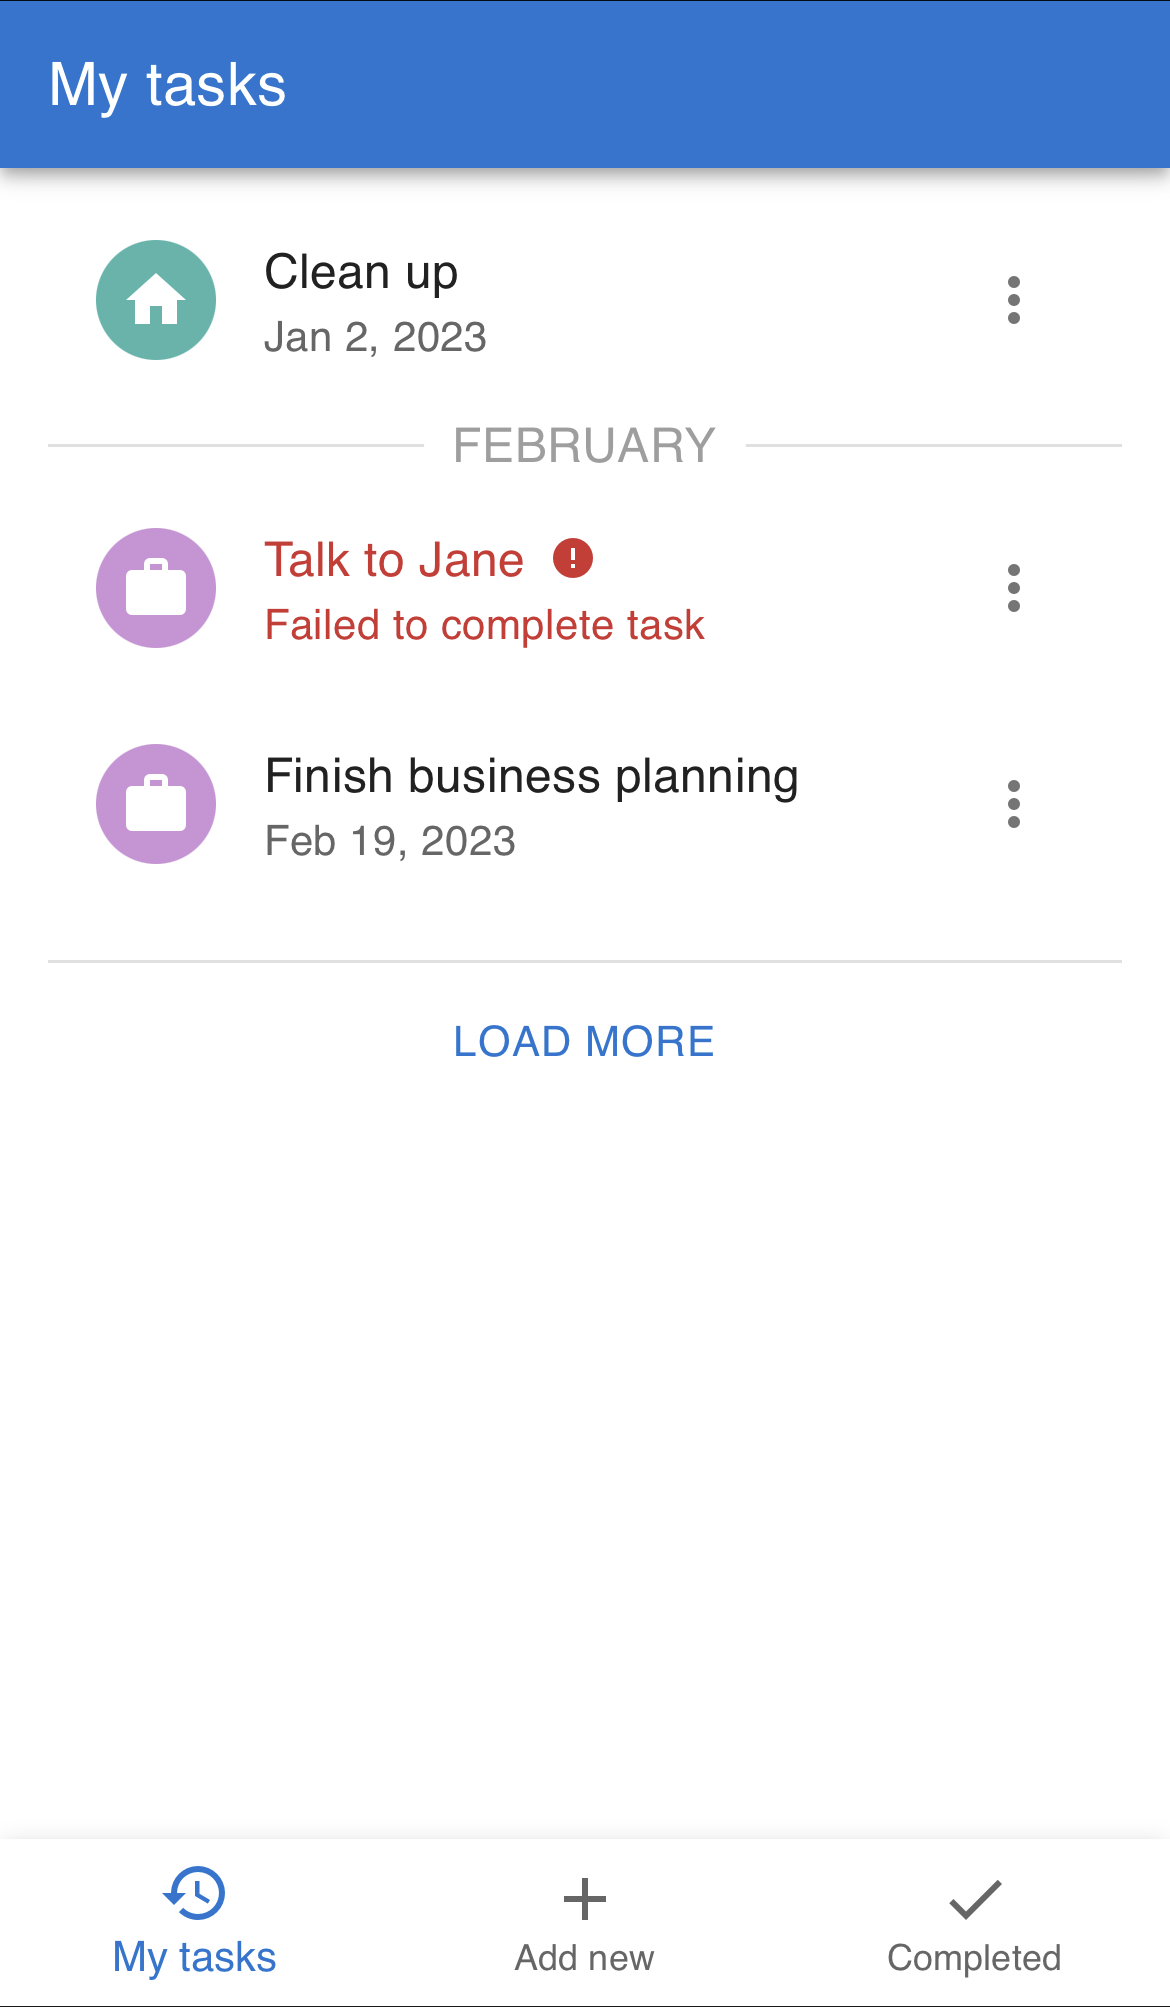 My tasks
Clean up
Jan 2, 2023
FEBRUARY
Talk to Jane
Failed to complete task
Finish business planning
Feb 19, 2023
LOAD MORE
My tasks
Add new
Completed